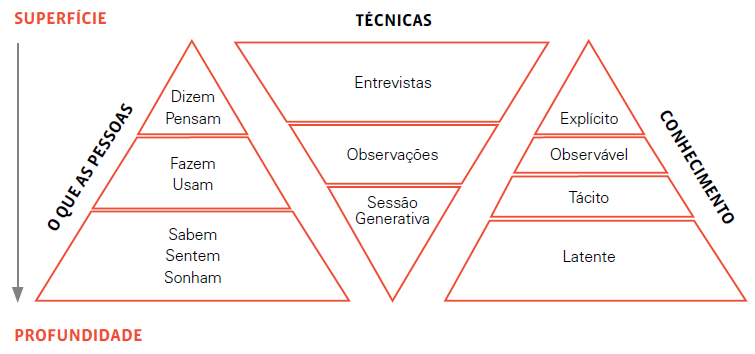 SUPERFÍCIE
TÉCNICAS
O QUE AS PESSOAS
Dizem
Pensam
Fazem
Usam
Sabem
Sentem
Sonham
Entrevistas
Observações
Sessão
Generativa
Explícito
Observável
Tácito
Latente
CONHECIMENTO
PROFUNDIDADE